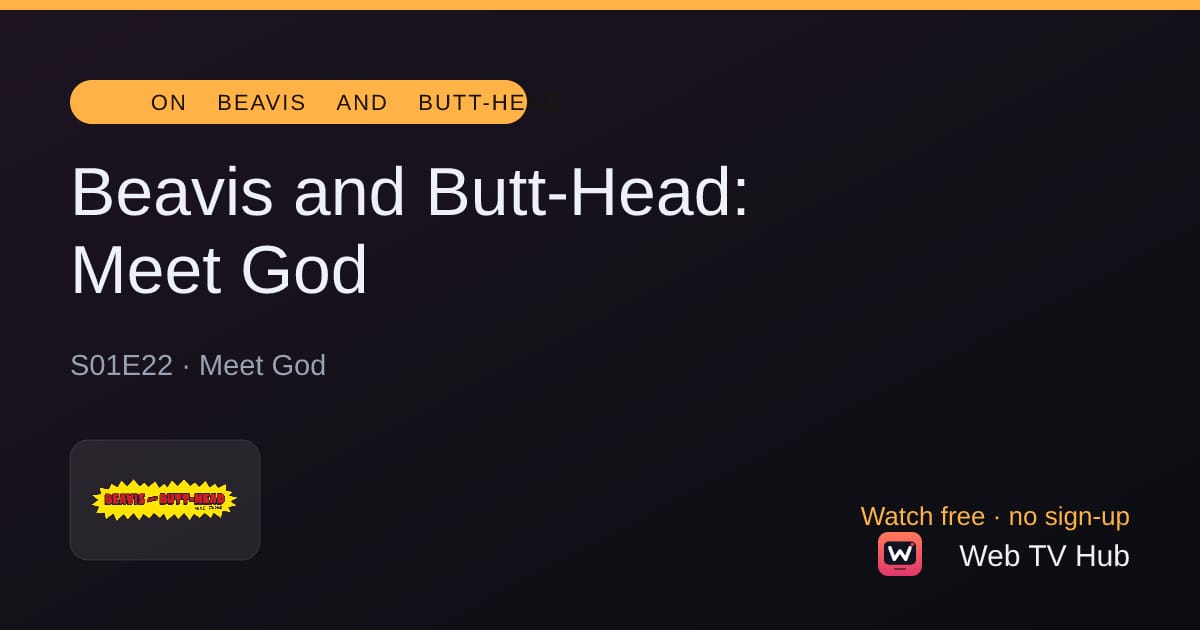 ON BEAVIS AND BUTT-HEAD
Beavis and Butt-Head:
Meet God
S01E22 · Meet God
BEAVIS AND BUTT-HEAD
Watch free · no sign-up
W
Web TV Hub